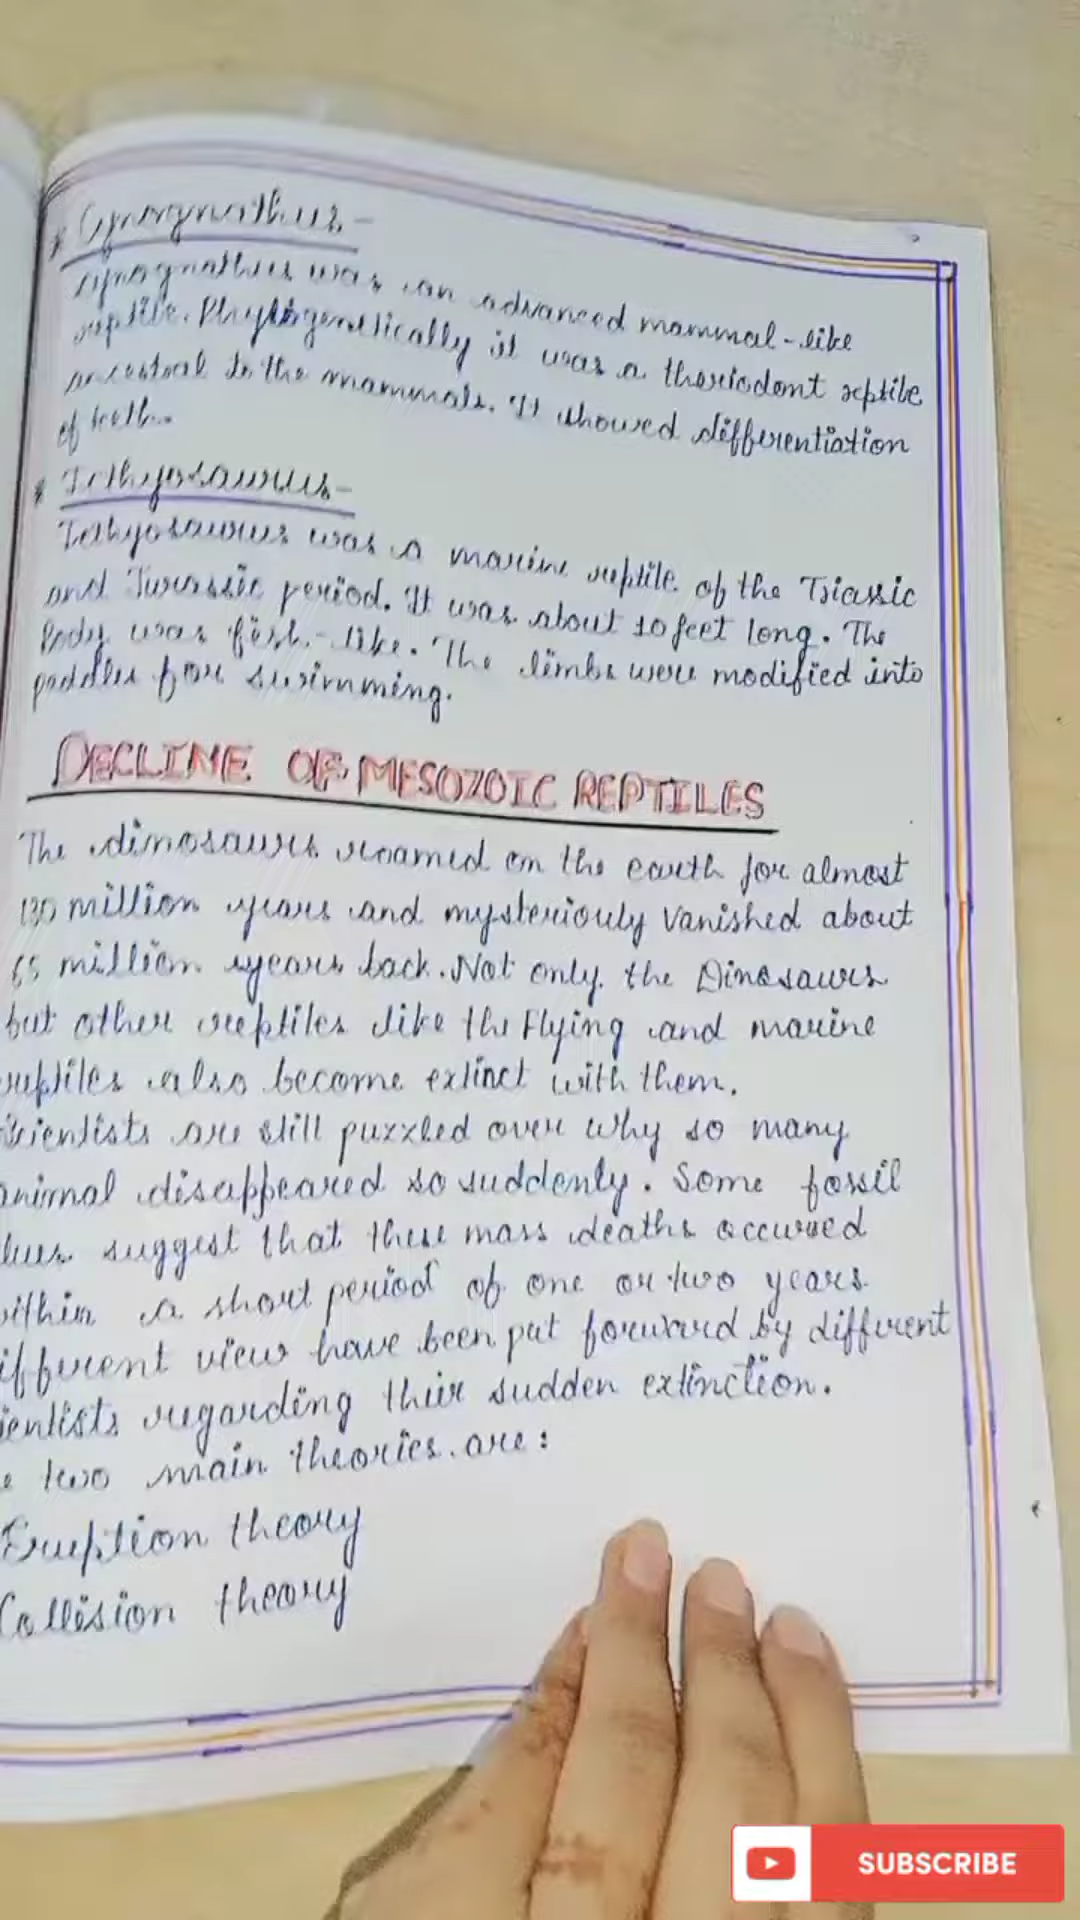 * Cynognathus -
Cynognathus was an advanced mammal-like
reptile. Phylogenetically it was a theriodont reptile
ancestral to the mammals. It showed differentiation
of teeth.
* Icthyosaurus -
Icthyosaurus was a marine reptile of the Triassic
and Jurassic period. It was about 10 feet long. The
Body was fish-like. The limbs were modified into
paddles for swimming.
DECLINE OF MESOZOIC REPTILES
The dinosaurs roamed on the earth for almost
130 million years and mysteriouly vanished about
65 million years back. Not only the Dinosaurs
but other reptiles like the Flying and marine
reptiles also become extinct with them.
Scientists are still puzzled over why so many
animal disappeared so suddenly. Some fossil
clues suggest that these mass deaths occured
within a short period of one or two years
ifferent view have been put forward by different
ientists regarding their sudden extinction.
e two main theories are:
Eruption theory
Collision theory
SUBSCRIBE